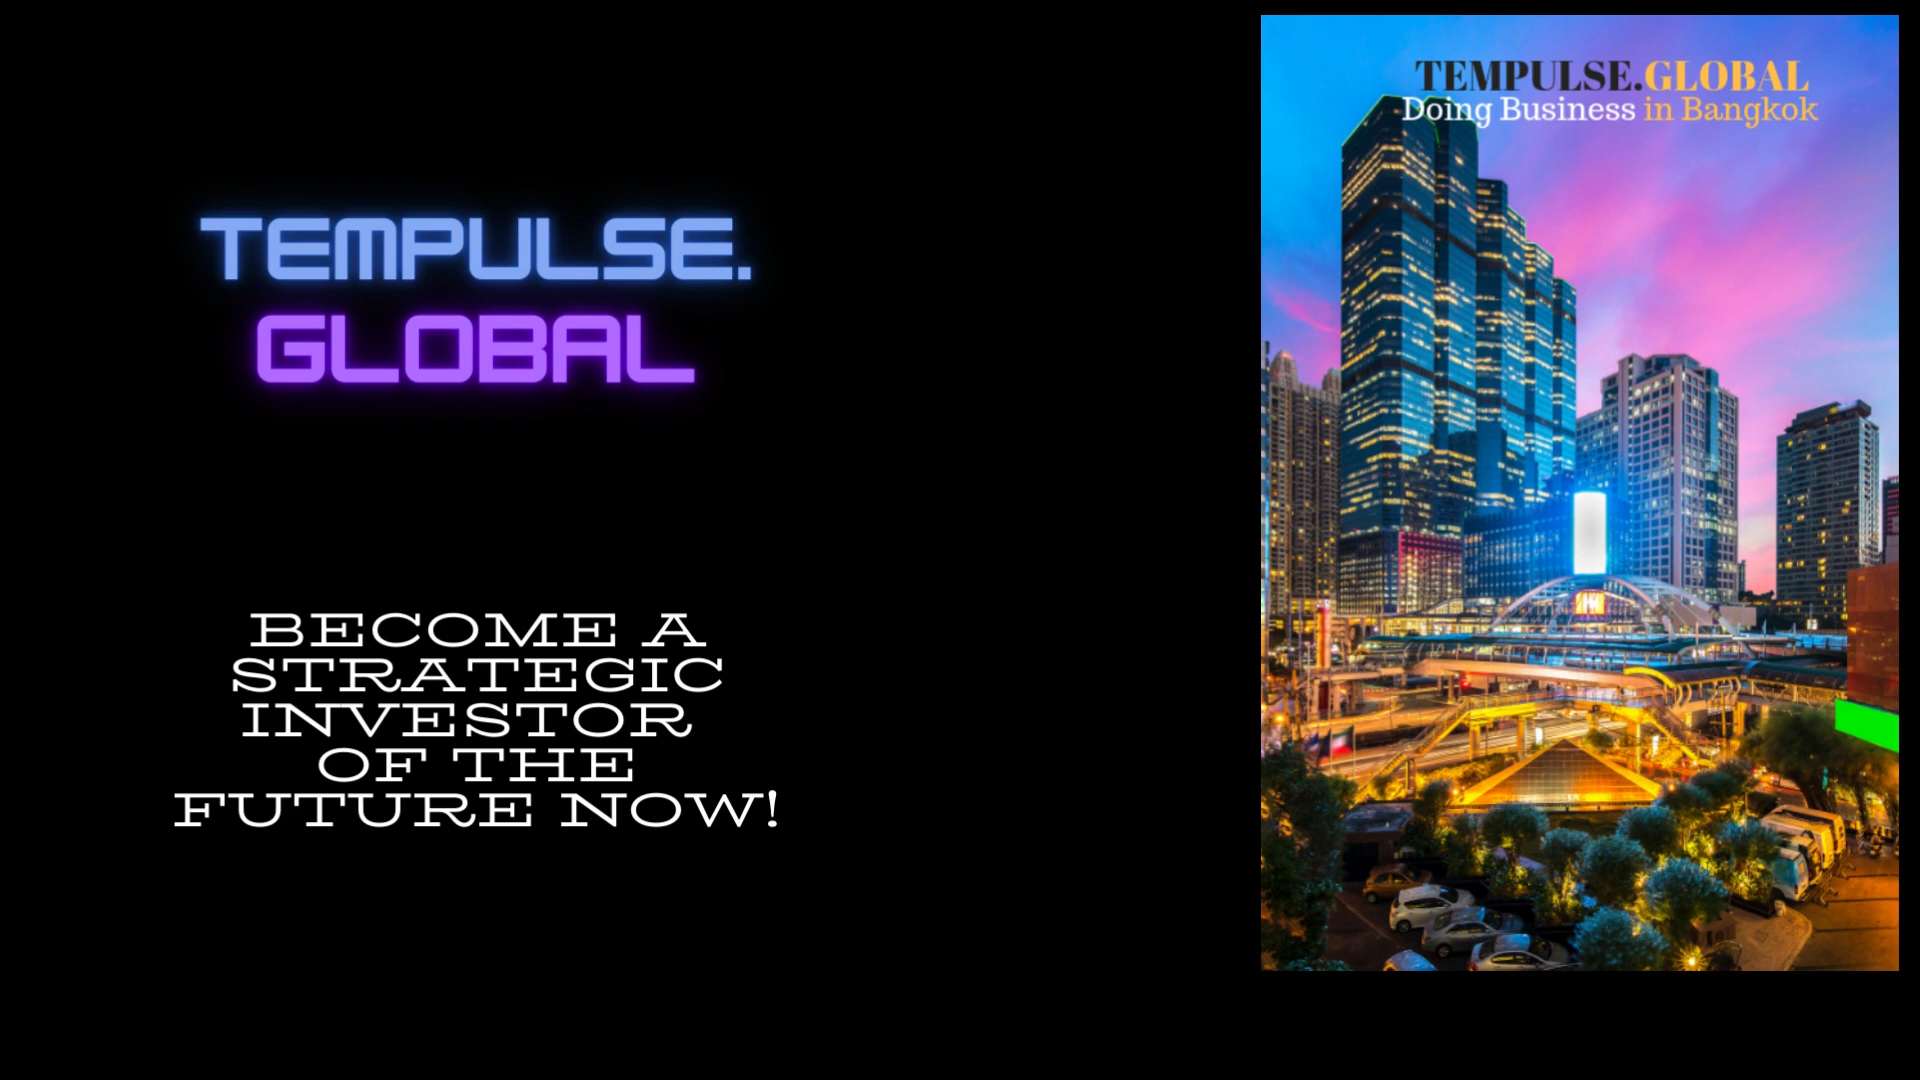 TEMPULSE.
GLOBAL
BECOME A
STRATEGIC
INVESTOR
OF THE
FUTURE NOW!
TEMPULSE.GLOBAL
Doing Business in Bangkok